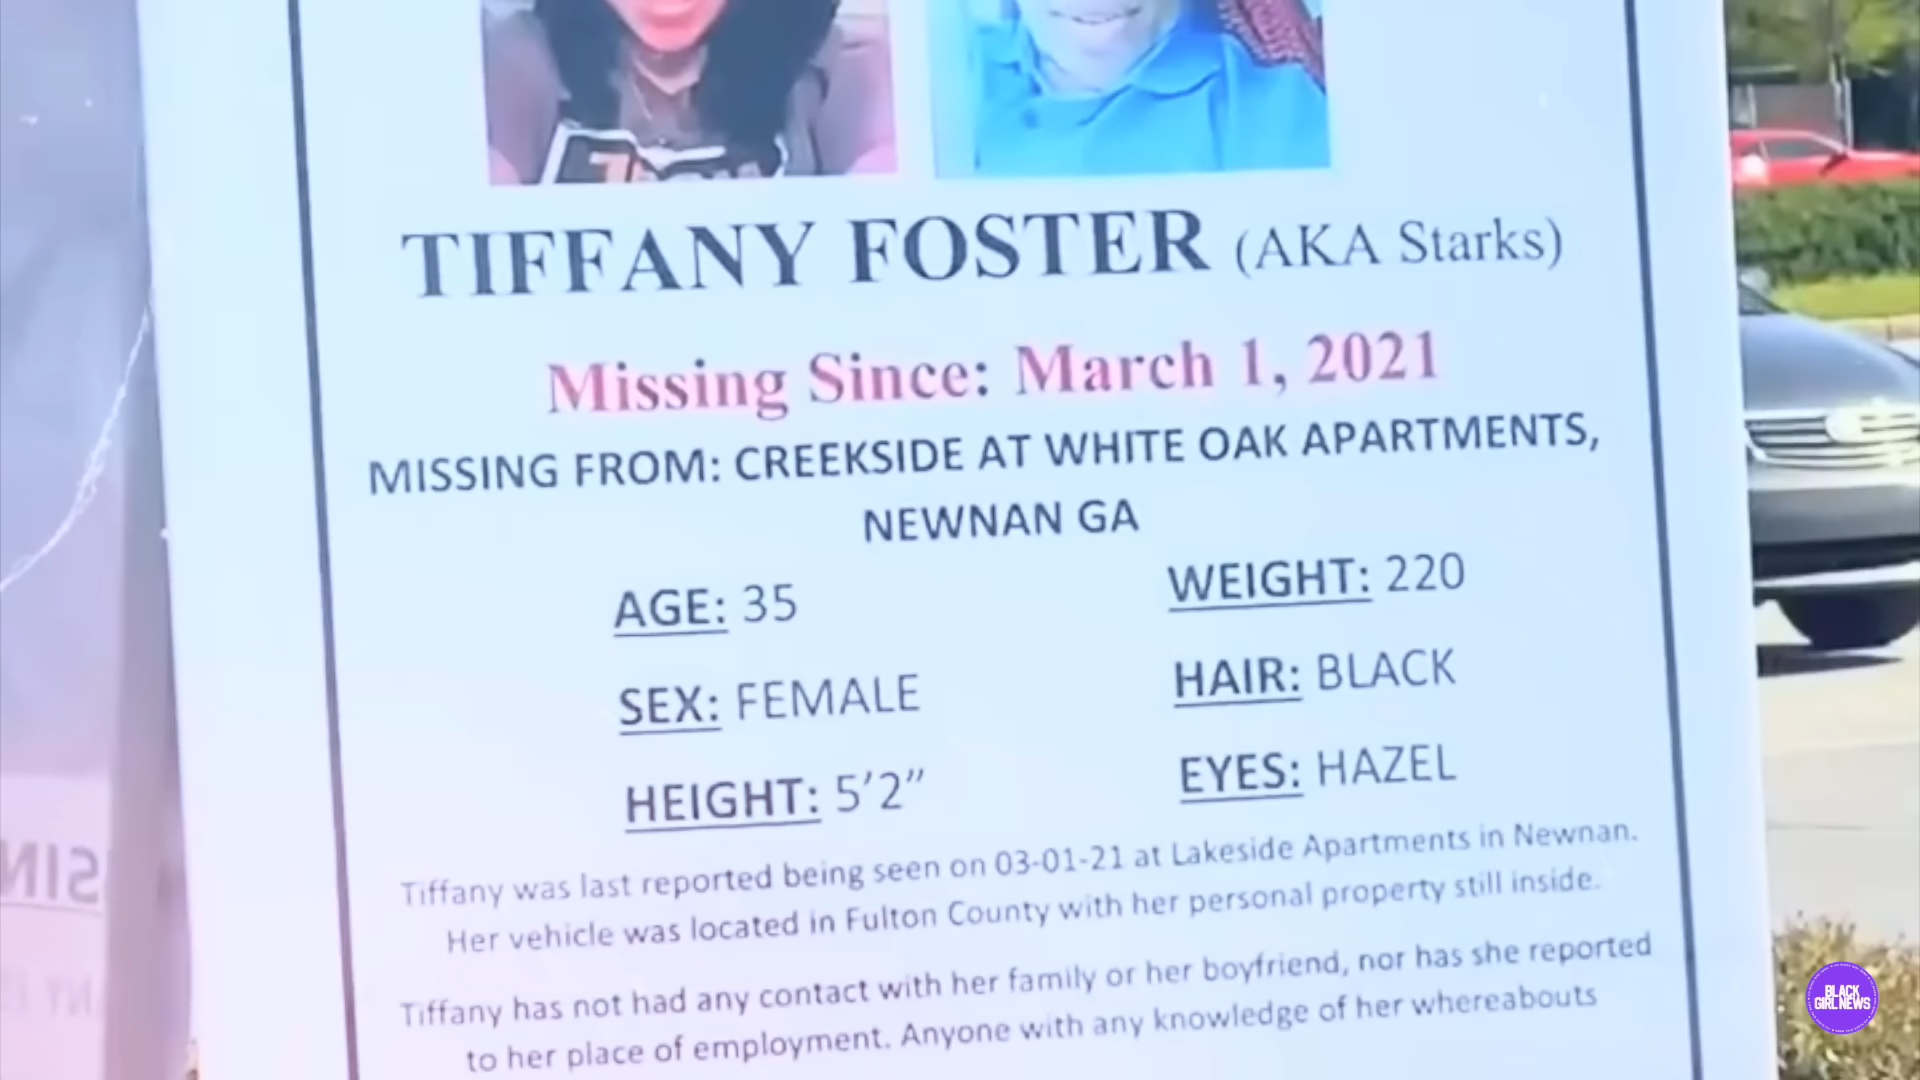 TIFFANY FOSTER (AKA Starks)
Missing Since: March 1, 2021
MISSING FROM: CREEKSIDE AT WHITE OAK APARTMENTS,
NEWNAN GA
AGE: 35 WEIGHT: 220
SEX: FEMALE HAIR: BLACK
HEIGHT: 5’2” EYES: HAZEL
Tiffany was last reported being seen on 03-01-21 at Lakeside Apartments in Newnan.
Her vehicle was located in Fulton County with her personal property still inside.
Tiffany has not had any contact with her family or her boyfriend, nor has she reported
to her place of employment. Anyone with any knowledge of her whereabouts
BLACK
GIRL NEWS